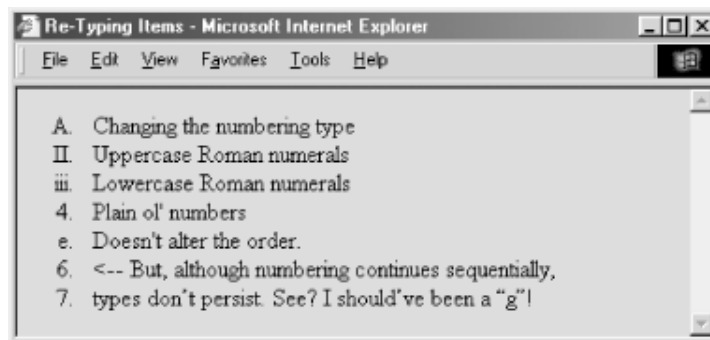 Re-Typing Items - Microsoft Internet Explorer
File Edit View Favorites Tools Help
A. Changing the numbering type
II. Uppercase Roman numerals
iii. Lowercase Roman numerals
4. Plain ol' numbers
e. Doesn't alter the order.
6. <-- But, although numbering continues sequentially,
7. types don't persist. See? I should've been a “g”!